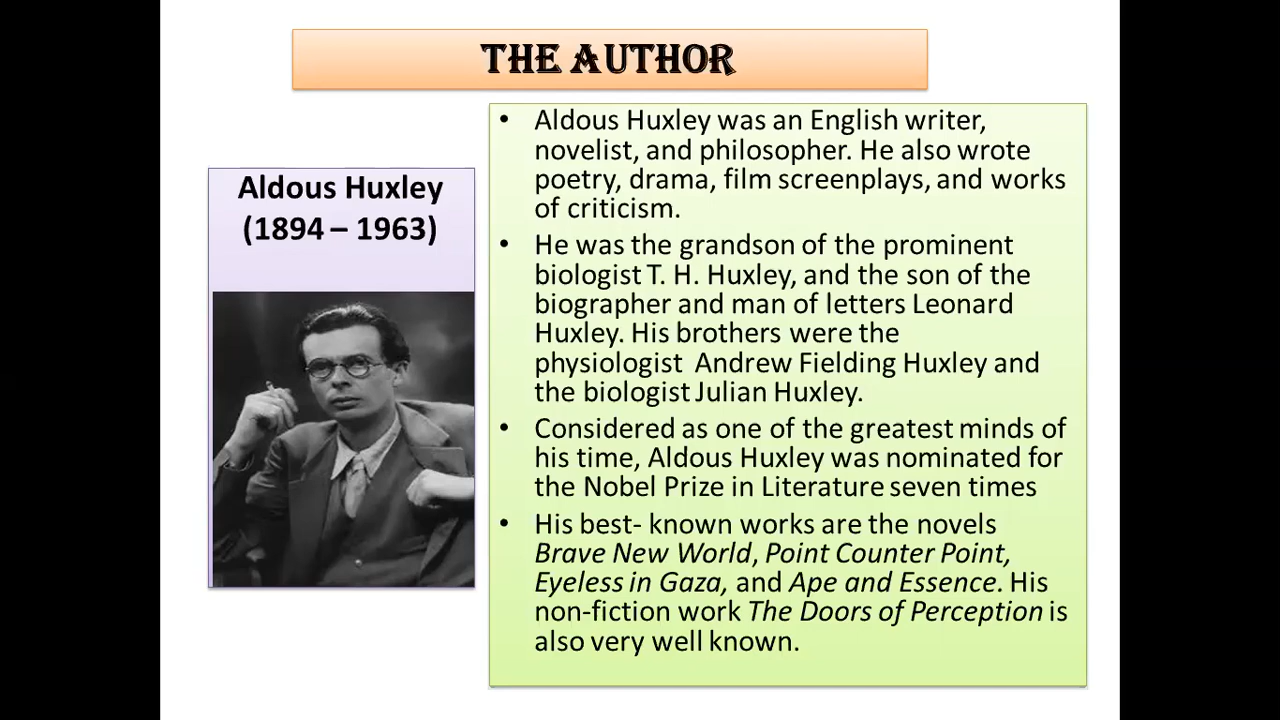 THE AUTHOR
Aldous Huxley
(1894 – 1963)
• Aldous Huxley was an English writer,
novelist, and philosopher. He also wrote
poetry, drama, film screenplays, and works
of criticism.
• He was the grandson of the prominent
biologist T. H. Huxley, and the son of the
biographer and man of letters Leonard
Huxley. His brothers were the
physiologist Andrew Fielding Huxley and
the biologist Julian Huxley.
• Considered as one of the greatest minds of
his time, Aldous Huxley was nominated for
the Nobel Prize in Literature seven times
• His best- known works are the novels
Brave New World, Point Counter Point,
Eyeless in Gaza, and Ape and Essence. His
non-fiction work The Doors of Perception is
also very well known.